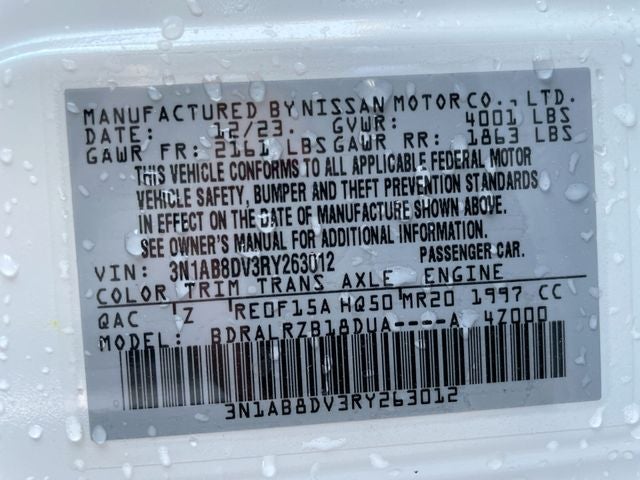 MANUFACTURED BY NISSAN MOTOR CO., LTD.
DATE: 12/23. GVWR: 4001 LBS
GAWR FR: 2161 LBS GAWR RR: 1863 LBS
THIS VEHICLE CONFORMS TO ALL APPLICABLE FEDERAL MOTOR
VEHICLE SAFETY, BUMPER AND THEFT PREVENTION STANDARDS
IN EFFECT ON THE DATE OF MANUFACTURE SHOWN ABOVE.
SEE OWNER'S MANUAL FOR ADDITIONAL INFORMATION.
VIN: 3N1AB8DV3RY263012 PASSENGER CAR.
COLOR TRIM TRANS AXLE ENGINE
QAC Z RE0F15A HQ50 MR20 1997 CC
MODEL: BDRALRZB18DUA----A 4Z000
3N1AB8DV3RY263012